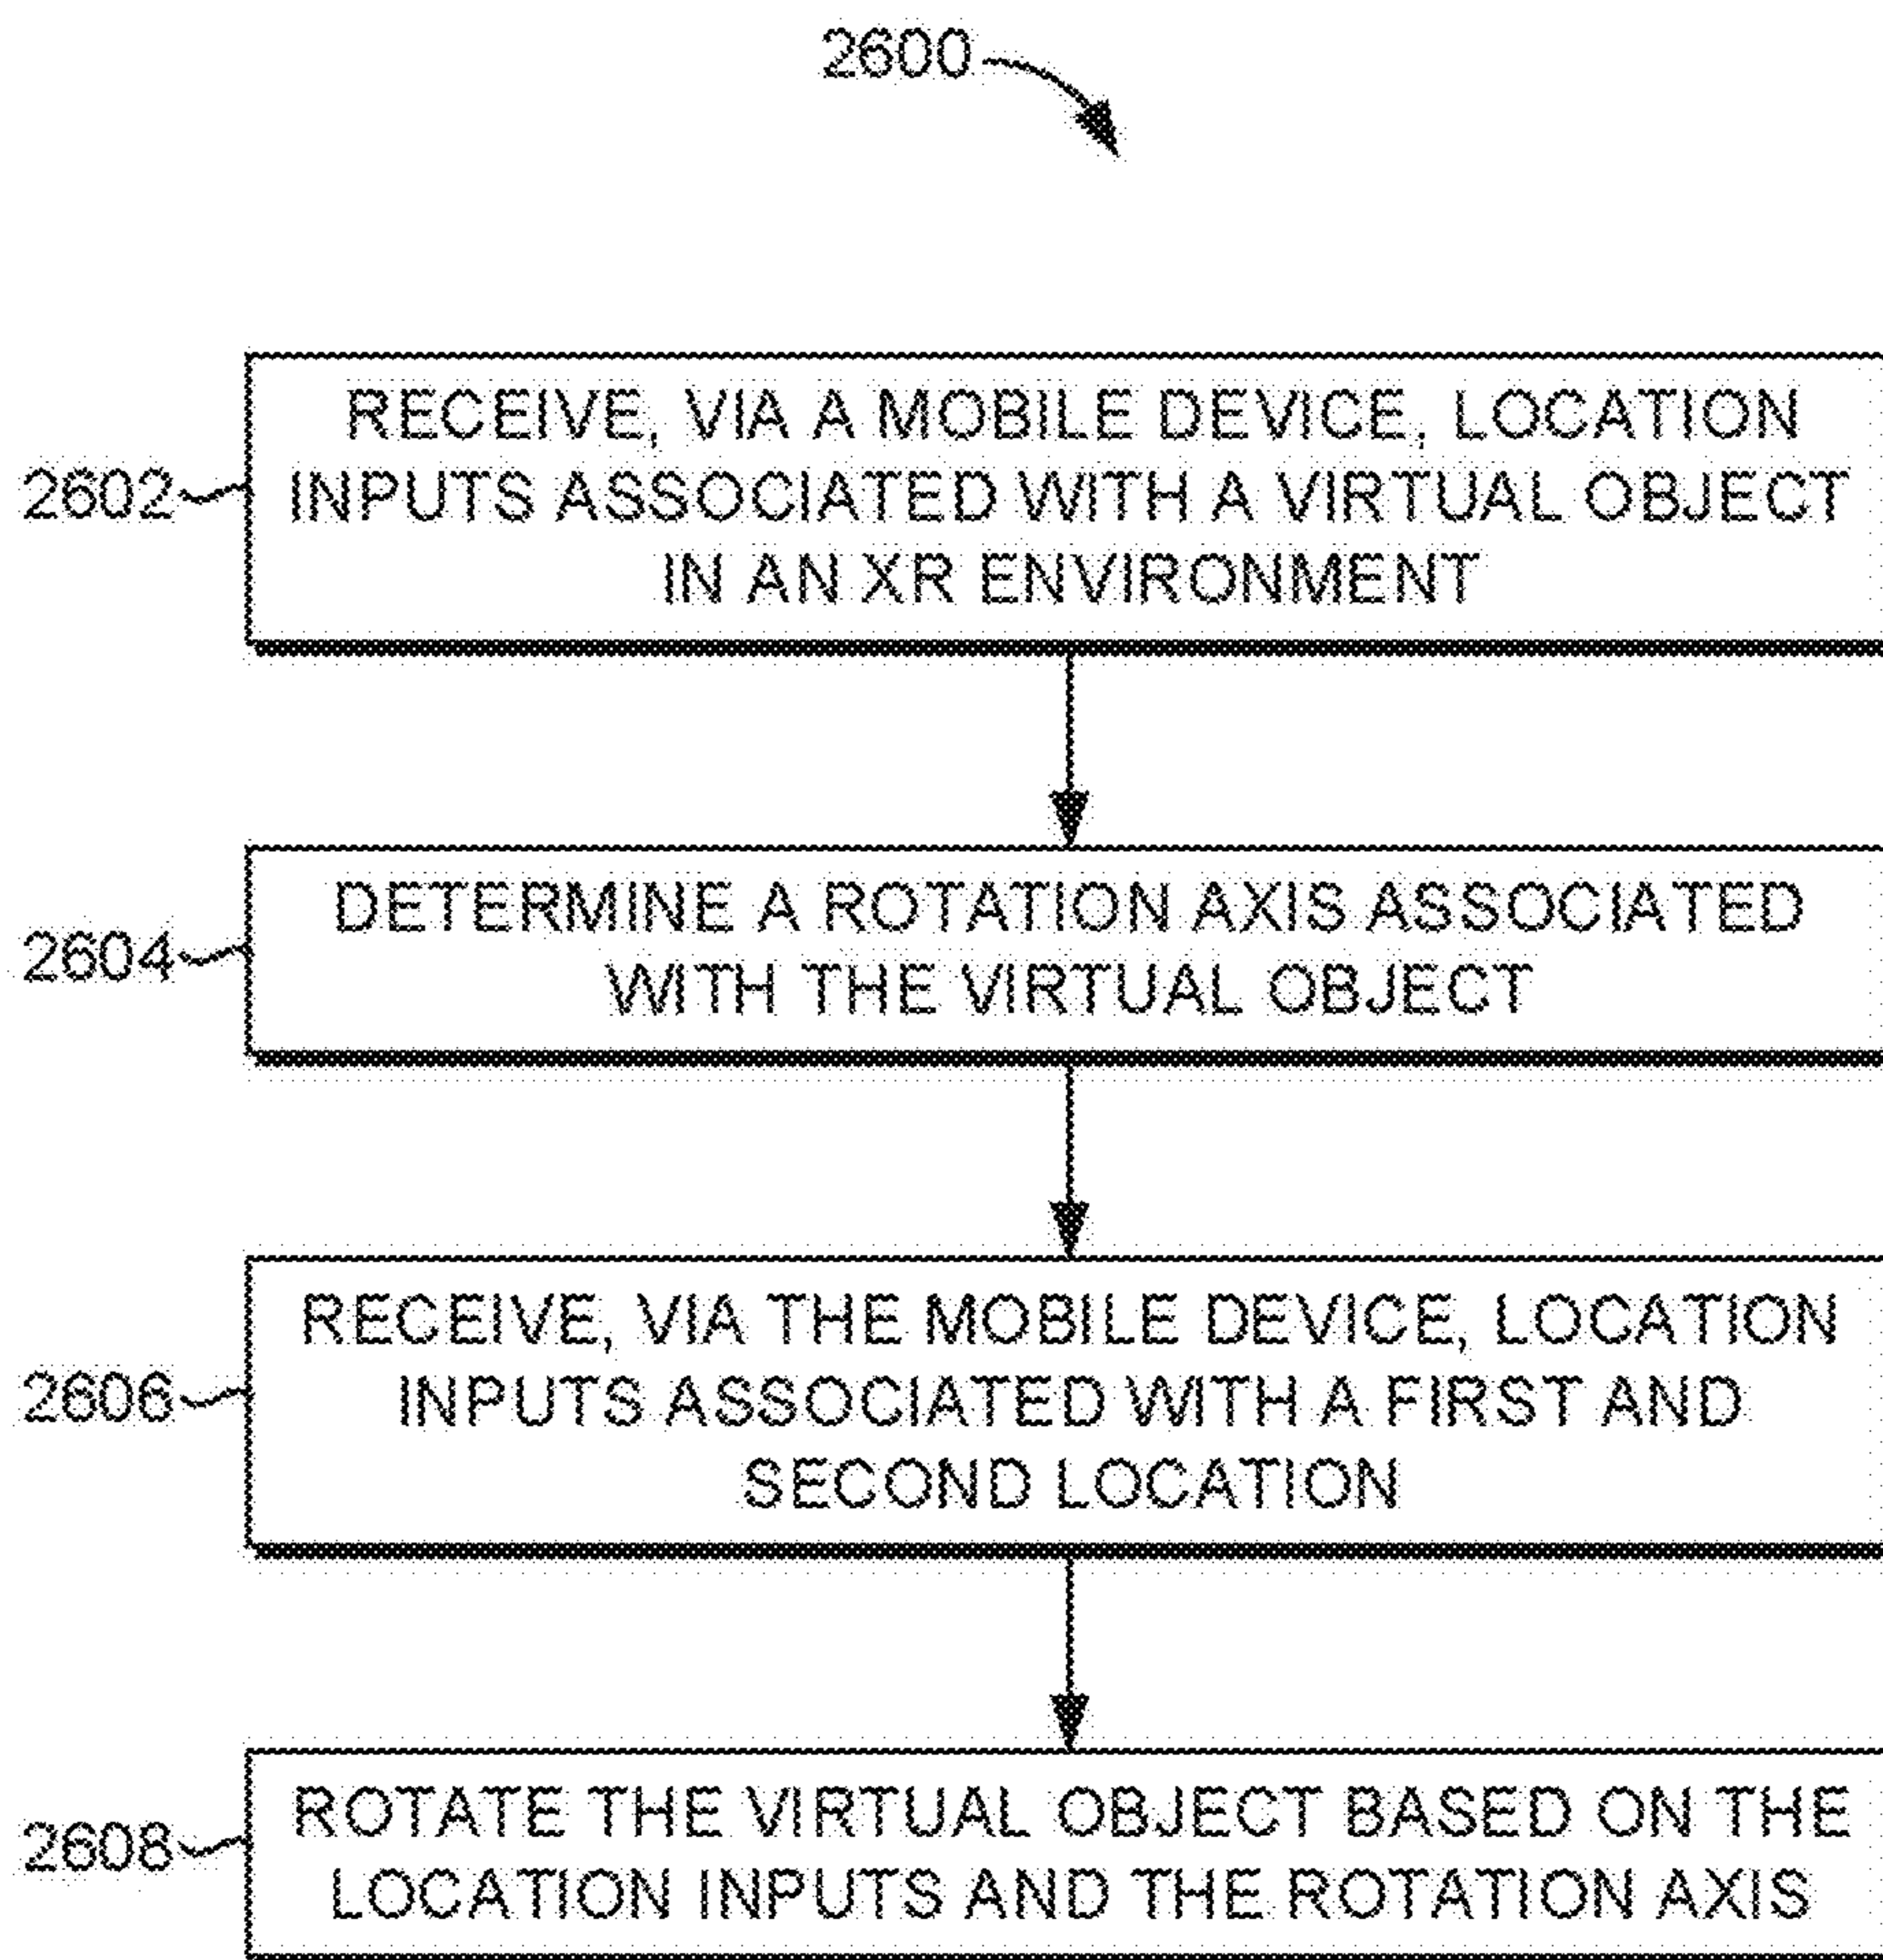 2600
RECEIVE, VIA A MOBILE DEVICE, LOCATION
2602
INPUTS ASSOCIATED WITH A VIRTUAL OBJECT
IN AN XR ENVIRONMENT
DETERMINE A ROTATION AXIS ASSOCIATED
2604
WITH THE VIRTUAL OBJECT
RECEIVE, VIA THE MOBILE DEVICE, LOCATION
2606
INPUTS ASSOCIATED WITH A FIRST AND
SECOND LOCATION
ROTATE THE VIRTUAL OBJECT BASED ON THE
2608
LOCATION INPUTS AND THE ROTATION AXIS